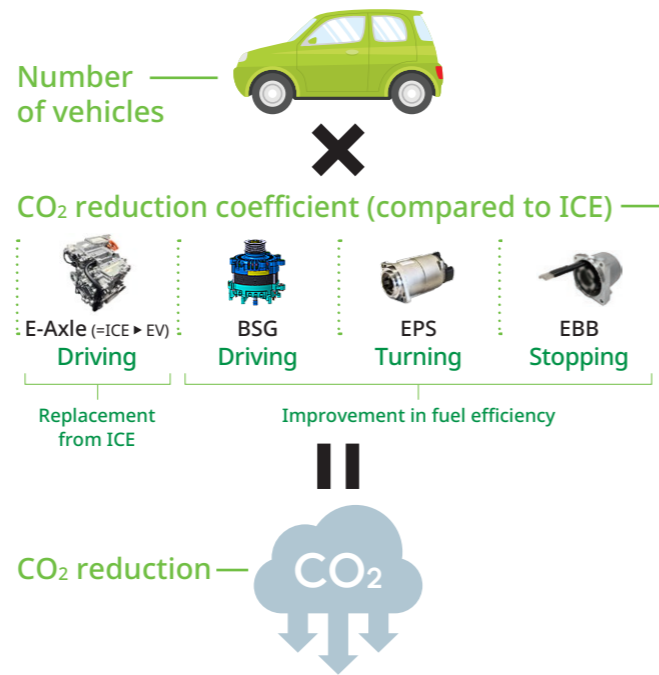 Number
of vehicles
×
CO₂ reduction coefficient (compared to ICE)
E-Axle (=ICE ▶ EV)
Driving
BSG
Driving
EPS
Turning
EBB
Stopping
Replacement
from ICE
Improvement in fuel efficiency
CO₂ reduction
CO₂